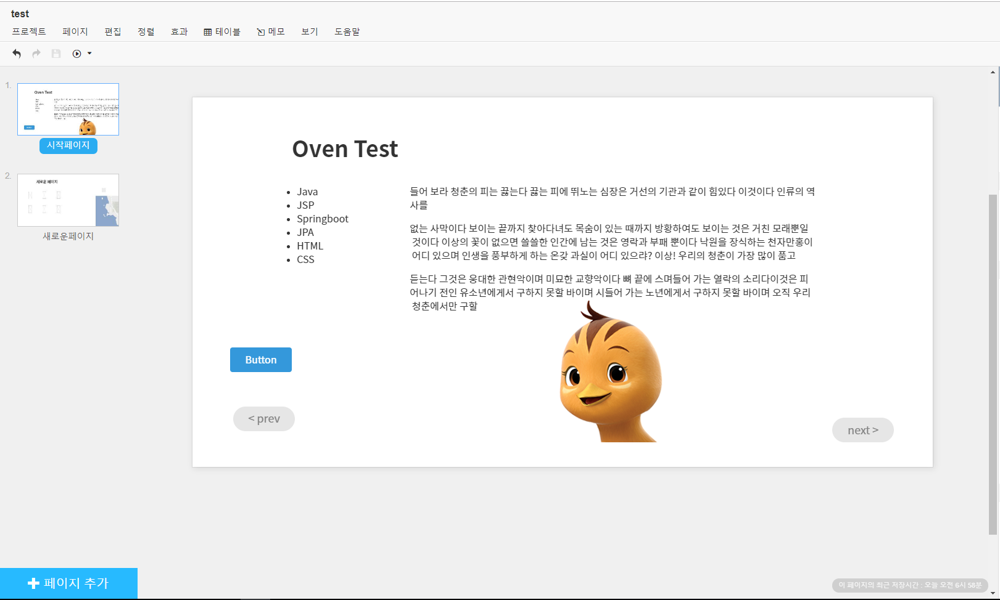 test
프로젝트 페이지 편집 정렬 효과 테이블 메모 보기 도움말
1.
Oven Test
시작페이지
2.
새로운 페이지
새로운페이지
Oven Test
Java
JSP
Springboot
JPA
HTML
CSS
들어 보라 청춘의 피는 끓는다 끓는 피에 뛰노는 심장은 거선의 기관과 같이 힘있다 이것이다 인류의 역
사를
없는 사막이다 보이는 끝까지 찾아다녀도 목숨이 있는 때까지 방황하여도 보이는 것은 거친 모래뿐일
것이다 이상의 꽃이 없으면 쓸쓸한 인간에 남는 것은 영락과 부패 뿐이다 낙원을 장식하는 천자만홍이
어디 있으며 인생을 풍부하게 하는 온갖 과실이 어디 있으랴? 이상! 우리의 청춘이 가장 많이 품고
듣는다 그것은 웅대한 관현악이며 미묘한 교향악이다 뼈 끝에 스며들어 가는 열락의 소리다이것은 피
어나기 전인 유소년에게서 구하지 못할 바이며 시들어 가는 노년에게서 구하지 못할 바이며 오직 우리
청춘에서만 구할
Button
< prev
next >
페이지 추가
이 페이지의 최근 저장시간 : 오늘 오전 6시 58분